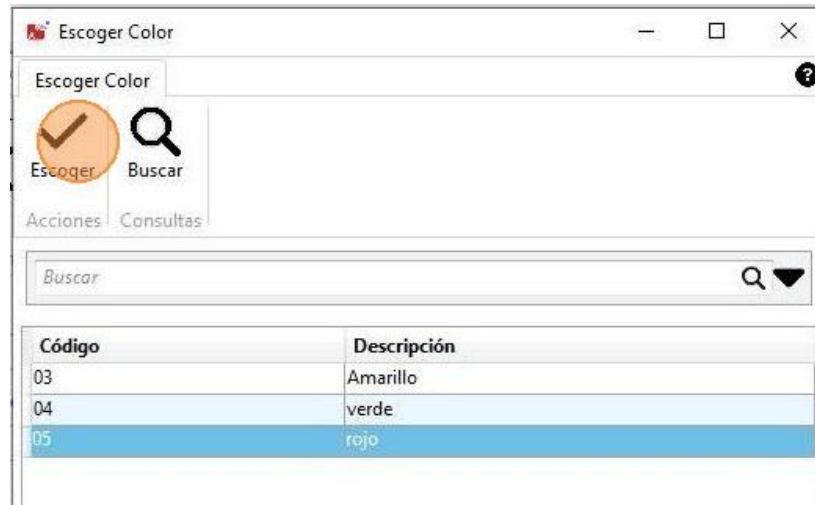 Escoger Color
Escoger Color
Escoger Buscar
Acciones Consultas
Buscar
Código Descripción
03 Amarillo
04 verde
05 rojo